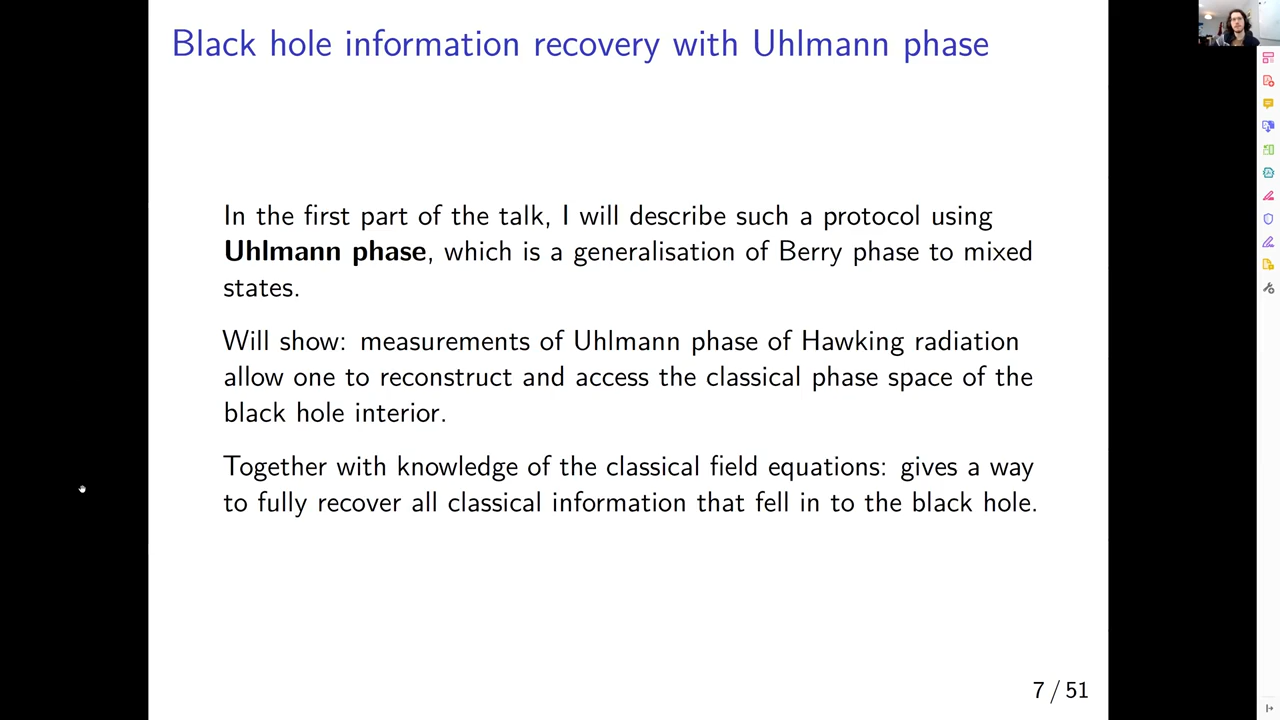 Black hole information recovery with Uhlmann phase
In the first part of the talk, I will describe such a protocol using
Uhlmann phase, which is a generalisation of Berry phase to mixed
states.
Will show: measurements of Uhlmann phase of Hawking radiation
allow one to reconstruct and access the classical phase space of the
black hole interior.
Together with knowledge of the classical field equations: gives a way
to fully recover all classical information that fell in to the black hole.
7 / 51